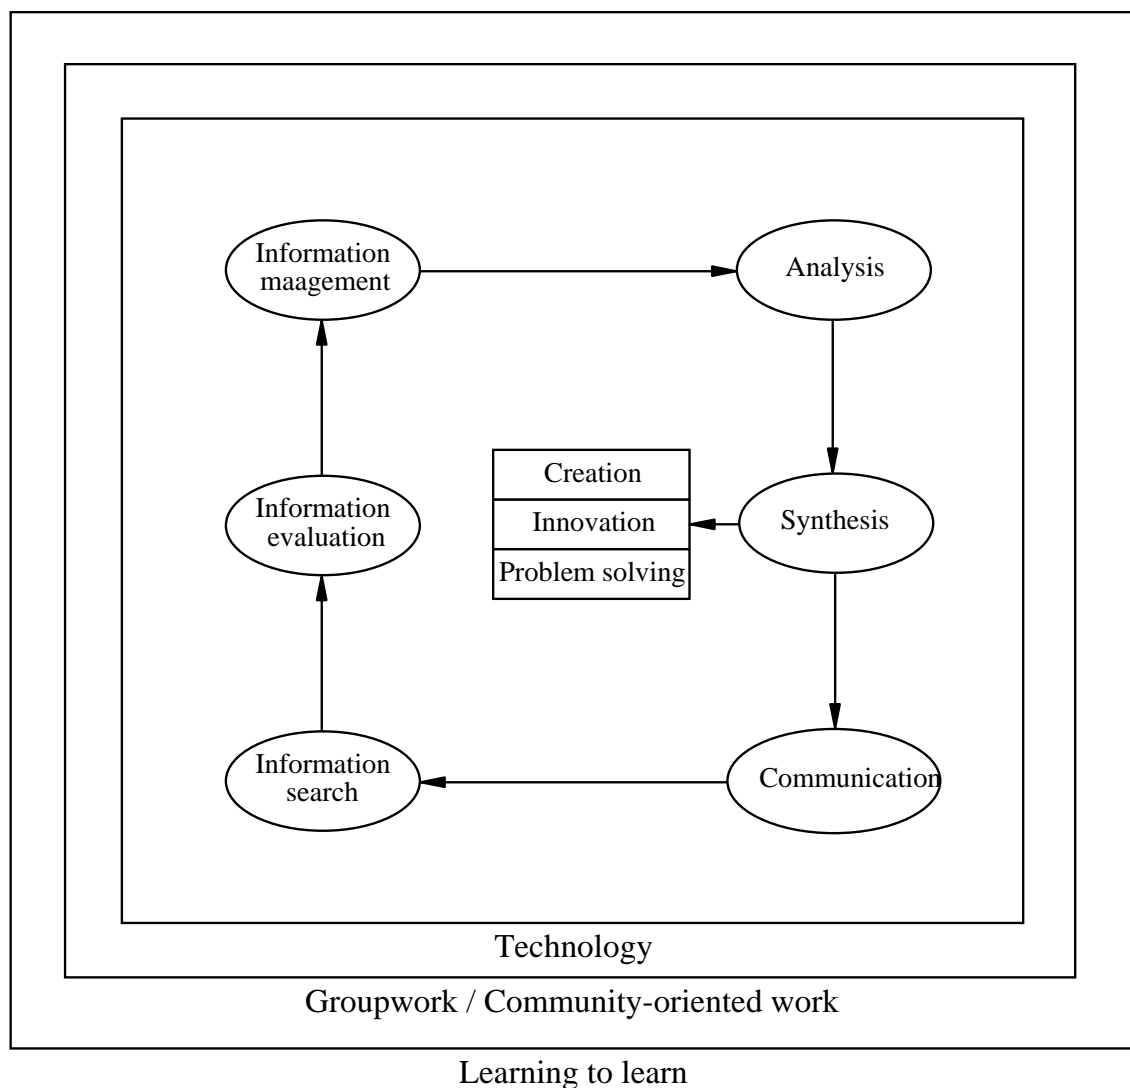 Information
maagement
Analysis
Creation
Innovation
Problem solving
Information
evaluation
Synthesis
Information
search
Communication
Technology
Groupwork / Community-oriented work
Learning to learn